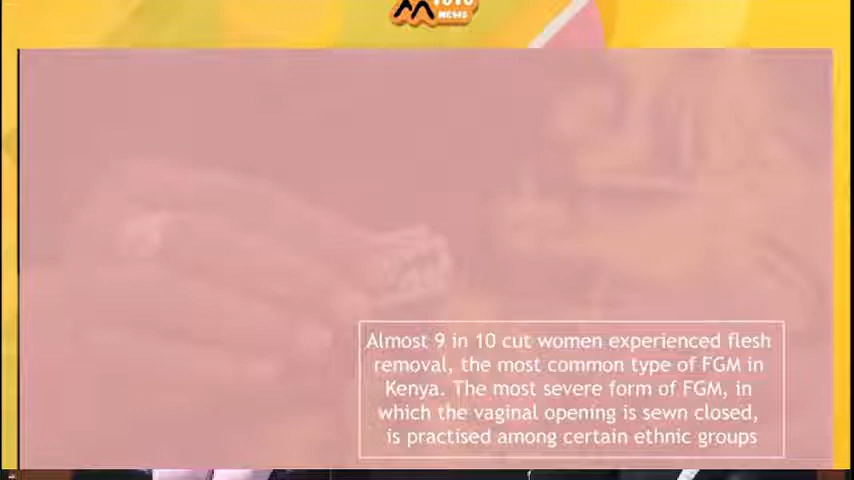 NEWS
Almost 9 in 10 cut women experienced flesh
removal, the most common type of FGM in
Kenya. The most severe form of FGM, in
which the vaginal opening is sewn closed,
is practised among certain ethnic groups